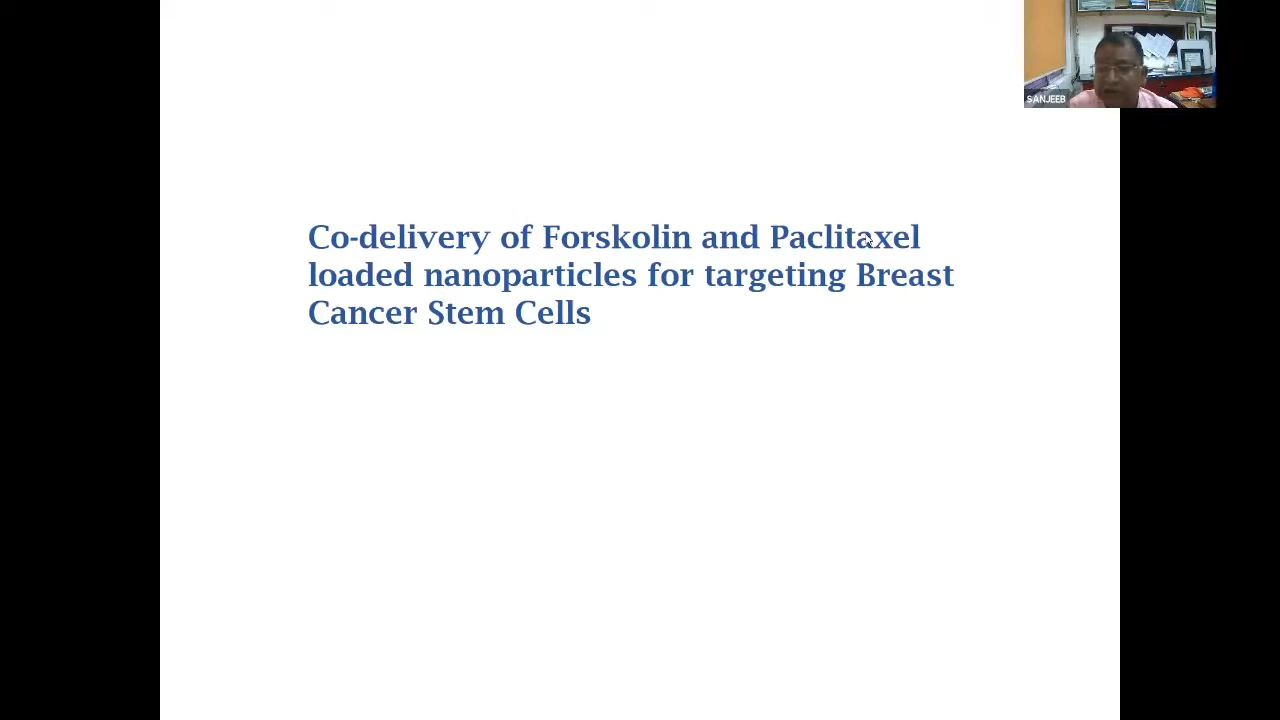 SANJEEB
Co-delivery of Forskolin and Paclitaxel
loaded nanoparticles for targeting Breast
Cancer Stem Cells